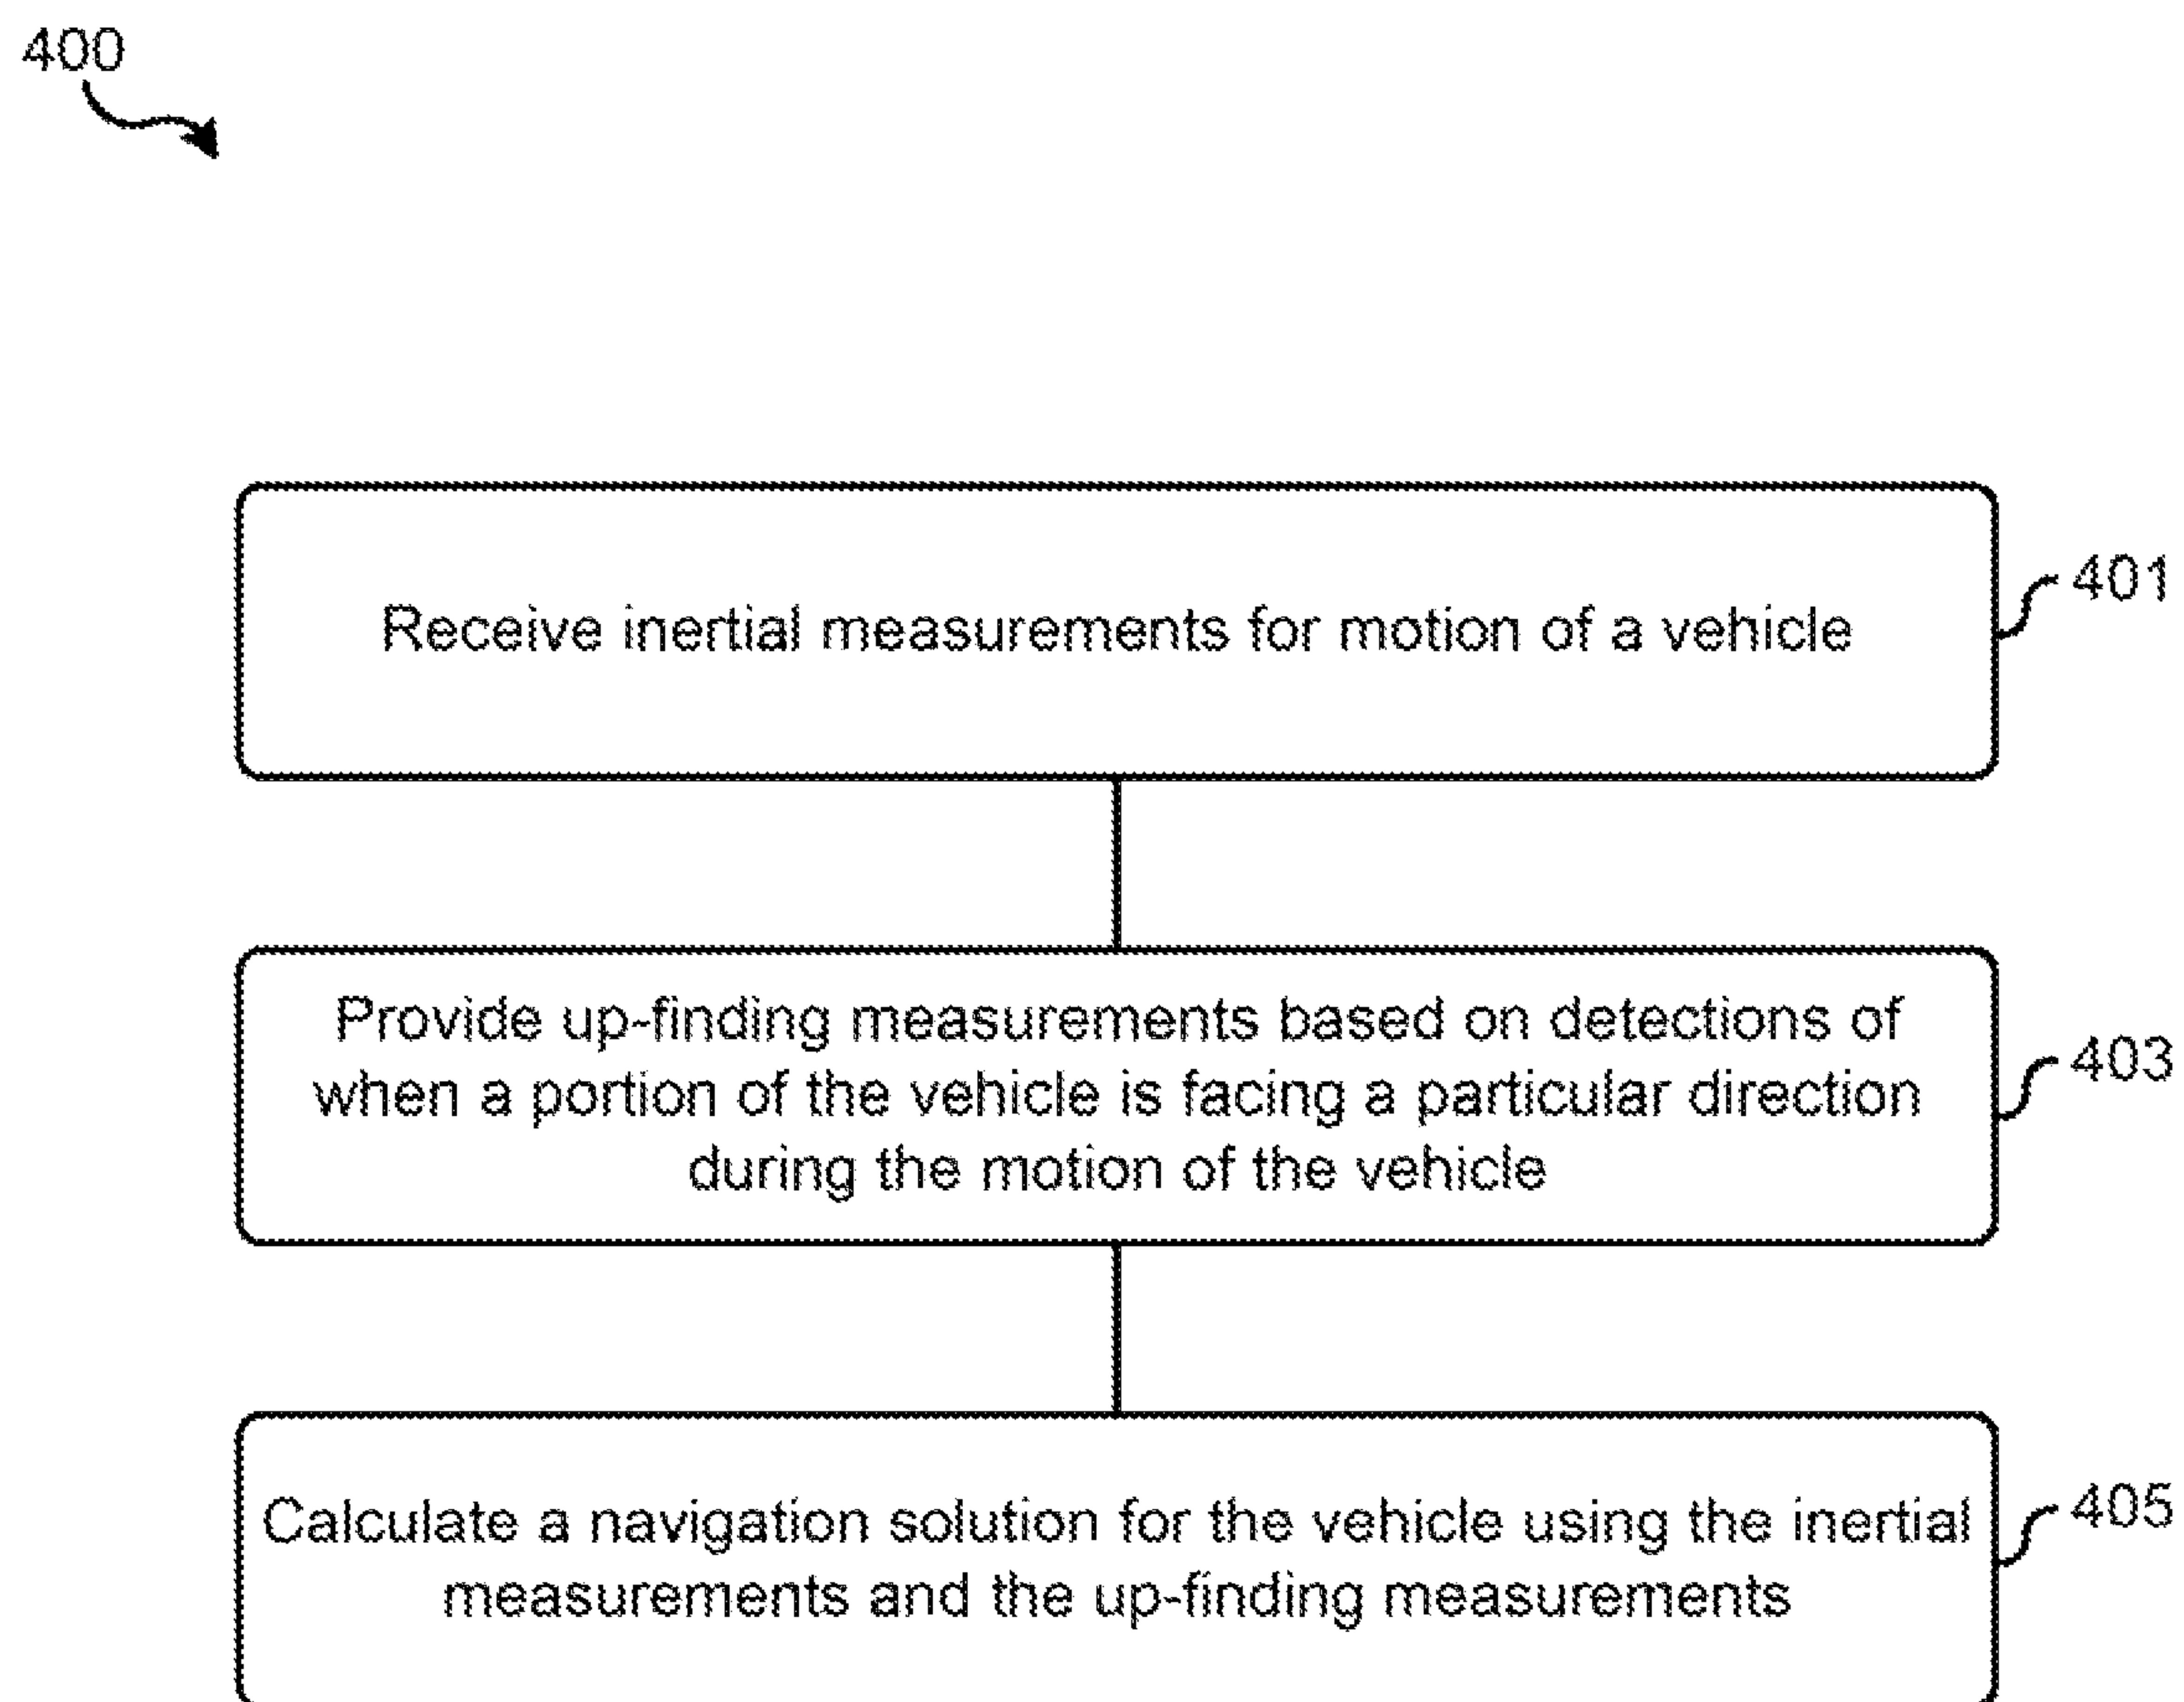 400
Receive inertial measurements for motion of a vehicle
401
Provide up-finding measurements based on detections of
when a portion of the vehicle is facing a particular direction
during the motion of the vehicle
403
Calculate a navigation solution for the vehicle using the inertial
measurements and the up-finding measurements
405